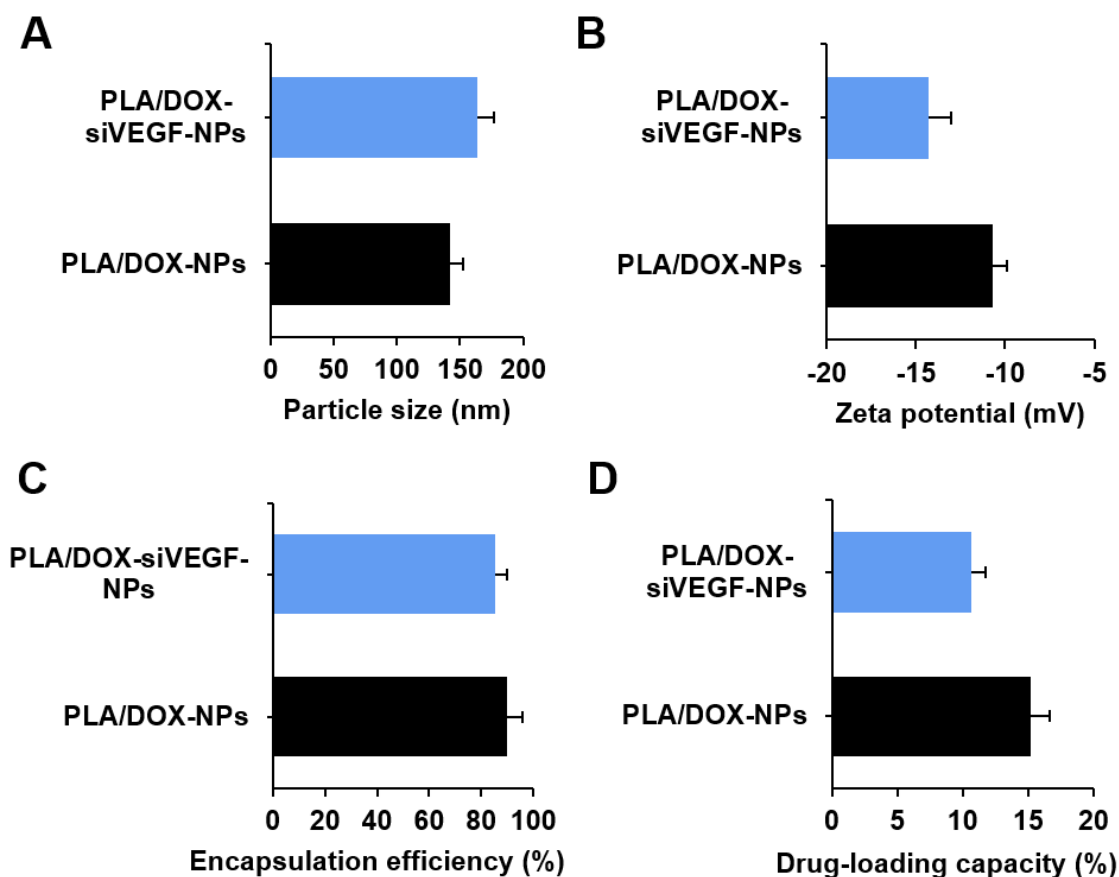 A
PLA/DOX-
siVEGF-NPs
PLA/DOX-NPs
0 50 100 150 200
Particle size (nm)
B
PLA/DOX-
siVEGF-NPs
PLA/DOX-NPs
-20 -15 -10 -5
Zeta potential (mV)
C
PLA/DOX-siVEGF-
NPs
PLA/DOX-NPs
0 20 40 60 80 100
Encapsulation efficiency (%)
D
PLA/DOX-
siVEGF-NPs
PLA/DOX-NPs
0 5 10 15 20
Drug-loading capacity (%)